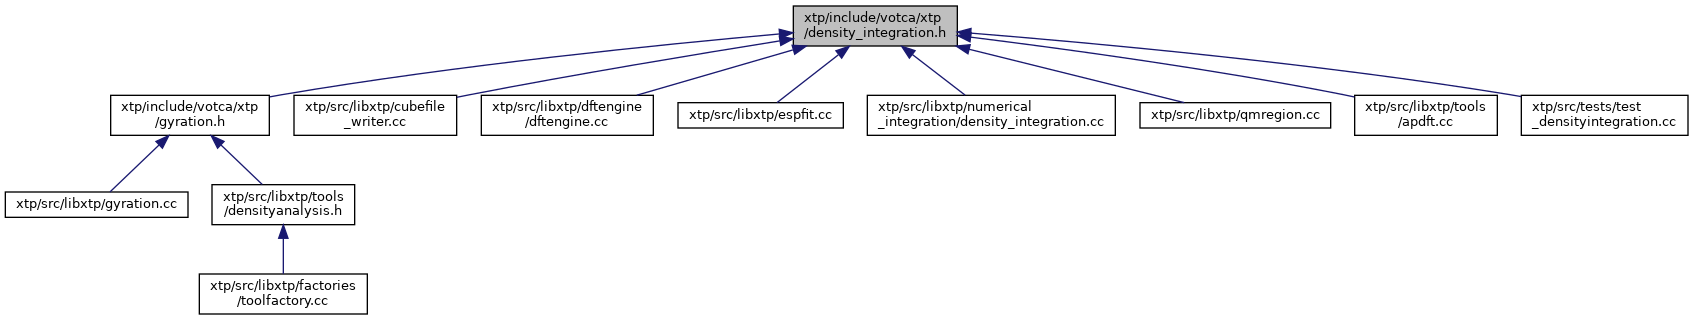 xtp/include/votca/xtp
/density_integration.h
xtp/include/votca/xtp
/gyration.h
xtp/src/libxtp/cubefile
_writer.cc
xtp/src/libxtp/dftengine
/dftengine.cc
xtp/src/libxtp/espfit.cc
xtp/src/libxtp/numerical
_integration/density_integration.cc
xtp/src/libxtp/qmregion.cc
xtp/src/libxtp/tools
/apdft.cc
xtp/src/tests/test
_densityintegration.cc
xtp/src/libxtp/gyration.cc
xtp/src/libxtp/tools
/densityanalysis.h
xtp/src/libxtp/factories
/toolfactory.cc